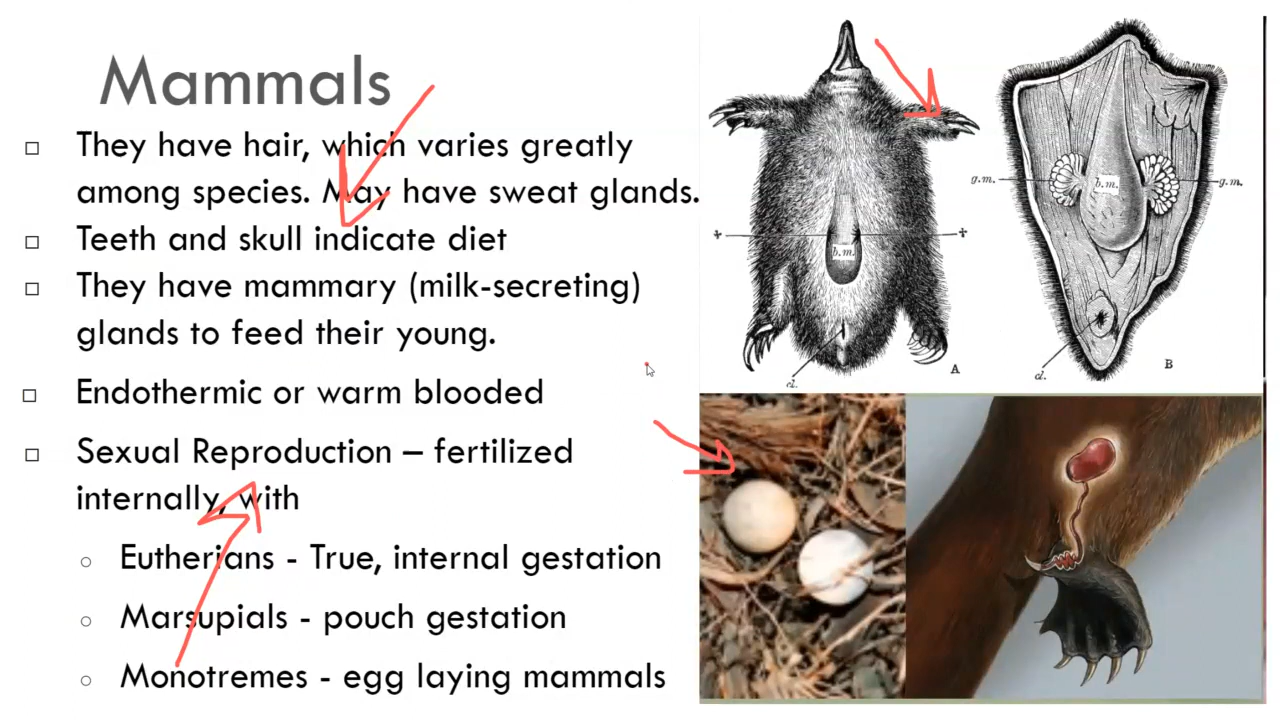 Mammals
□ They have hair, which varies greatly
among species. May have sweat glands.
□ Teeth and skull indicate diet
□ They have mammary (milk-secreting)
glands to feed their young.
□ Endothermic or warm blooded
□ Sexual Reproduction – fertilized
internally, with
○ Eutherians - True, internal gestation
○ Marsupials - pouch gestation
○ Monotremes - egg laying mammals
† b.m. †
cl.
A
g.m. b.m. g.m.
cl.
B